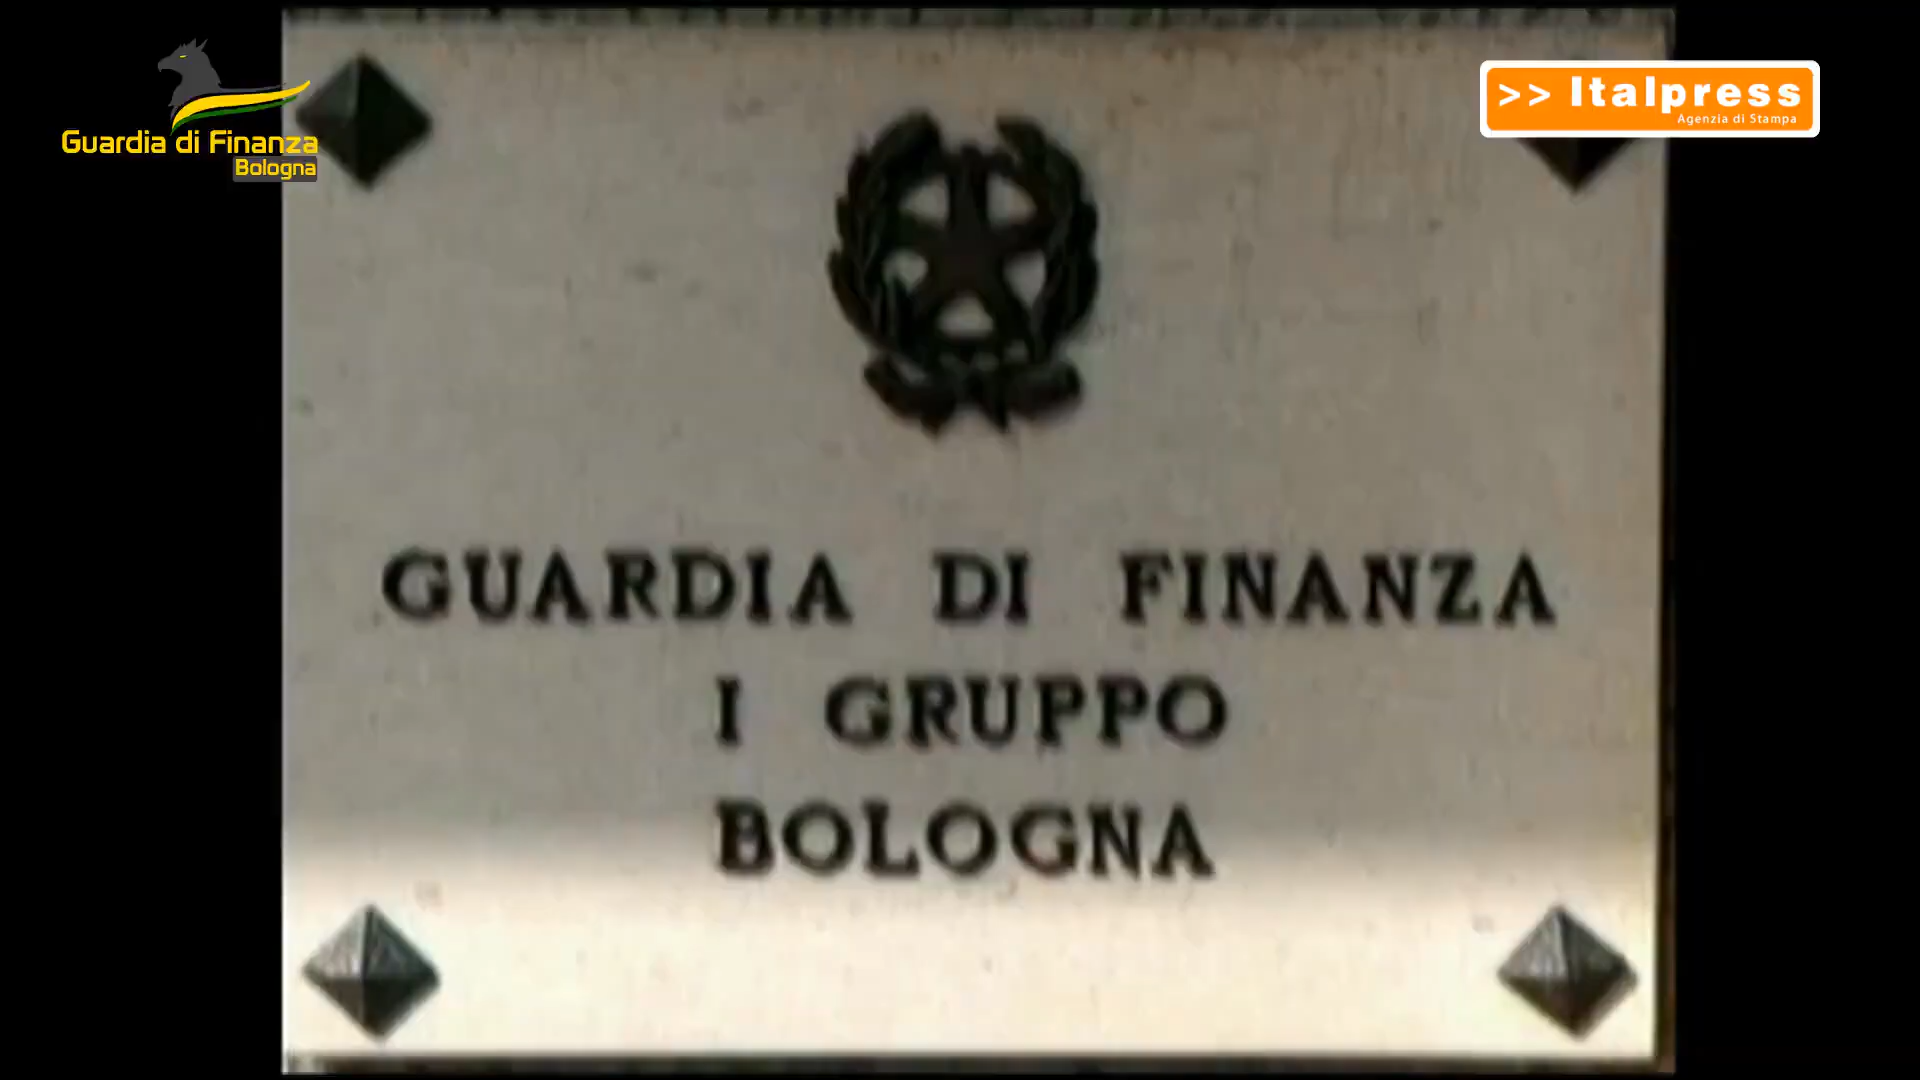 Guardia di Finanza
Bologna
>> Italpress
Agenzia di Stampa
GUARDIA DI FINANZA
I GRUPPO
BOLOGNA